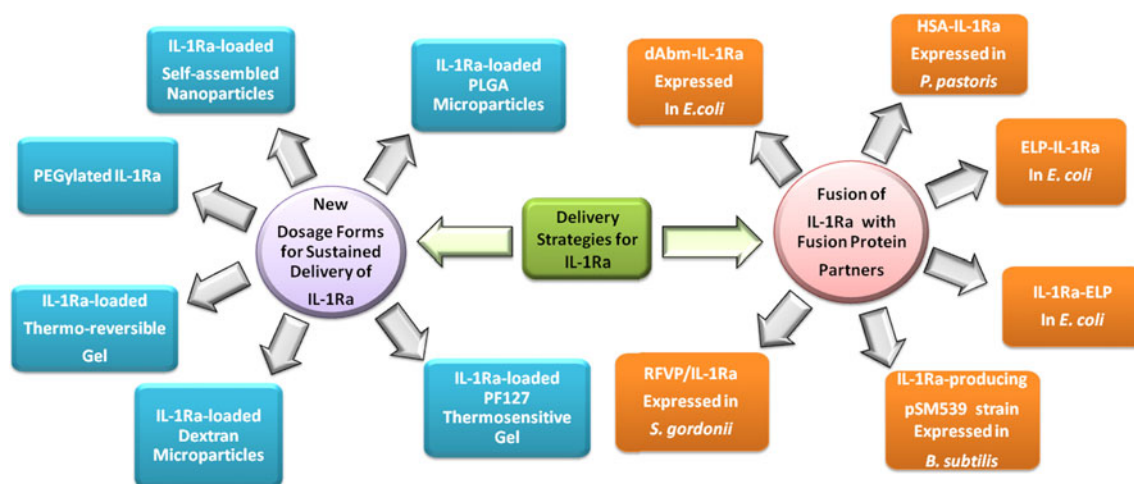 IL-1Ra-loaded
Self-assembled
Nanoparticles
IL-1Ra-loaded
PLGA
Microparticles
PEGylated IL-1Ra
New
Dosage Forms
for Sustained
Delivery of
IL-1Ra
IL-1Ra-loaded
Thermo-reversible
Gel
IL-1Ra-loaded
Dextran
Microparticles
IL-1Ra-loaded
PF127
Thermosensitive
Gel
Delivery
Strategies for
IL-1Ra
dAbm-IL-1Ra
Expressed
In E.coli
HSA-IL-1Ra
Expressed in
P. pastoris
ELP-IL-1Ra
In E. coli
Fusion of
IL-1Ra with
Fusion Protein
Partners
IL-1Ra-ELP
In E. coli
RFVP/IL-1Ra
Expressed in
S. gordonii
IL-1Ra-producing
pSM539 strain
Expressed in
B. subtilis